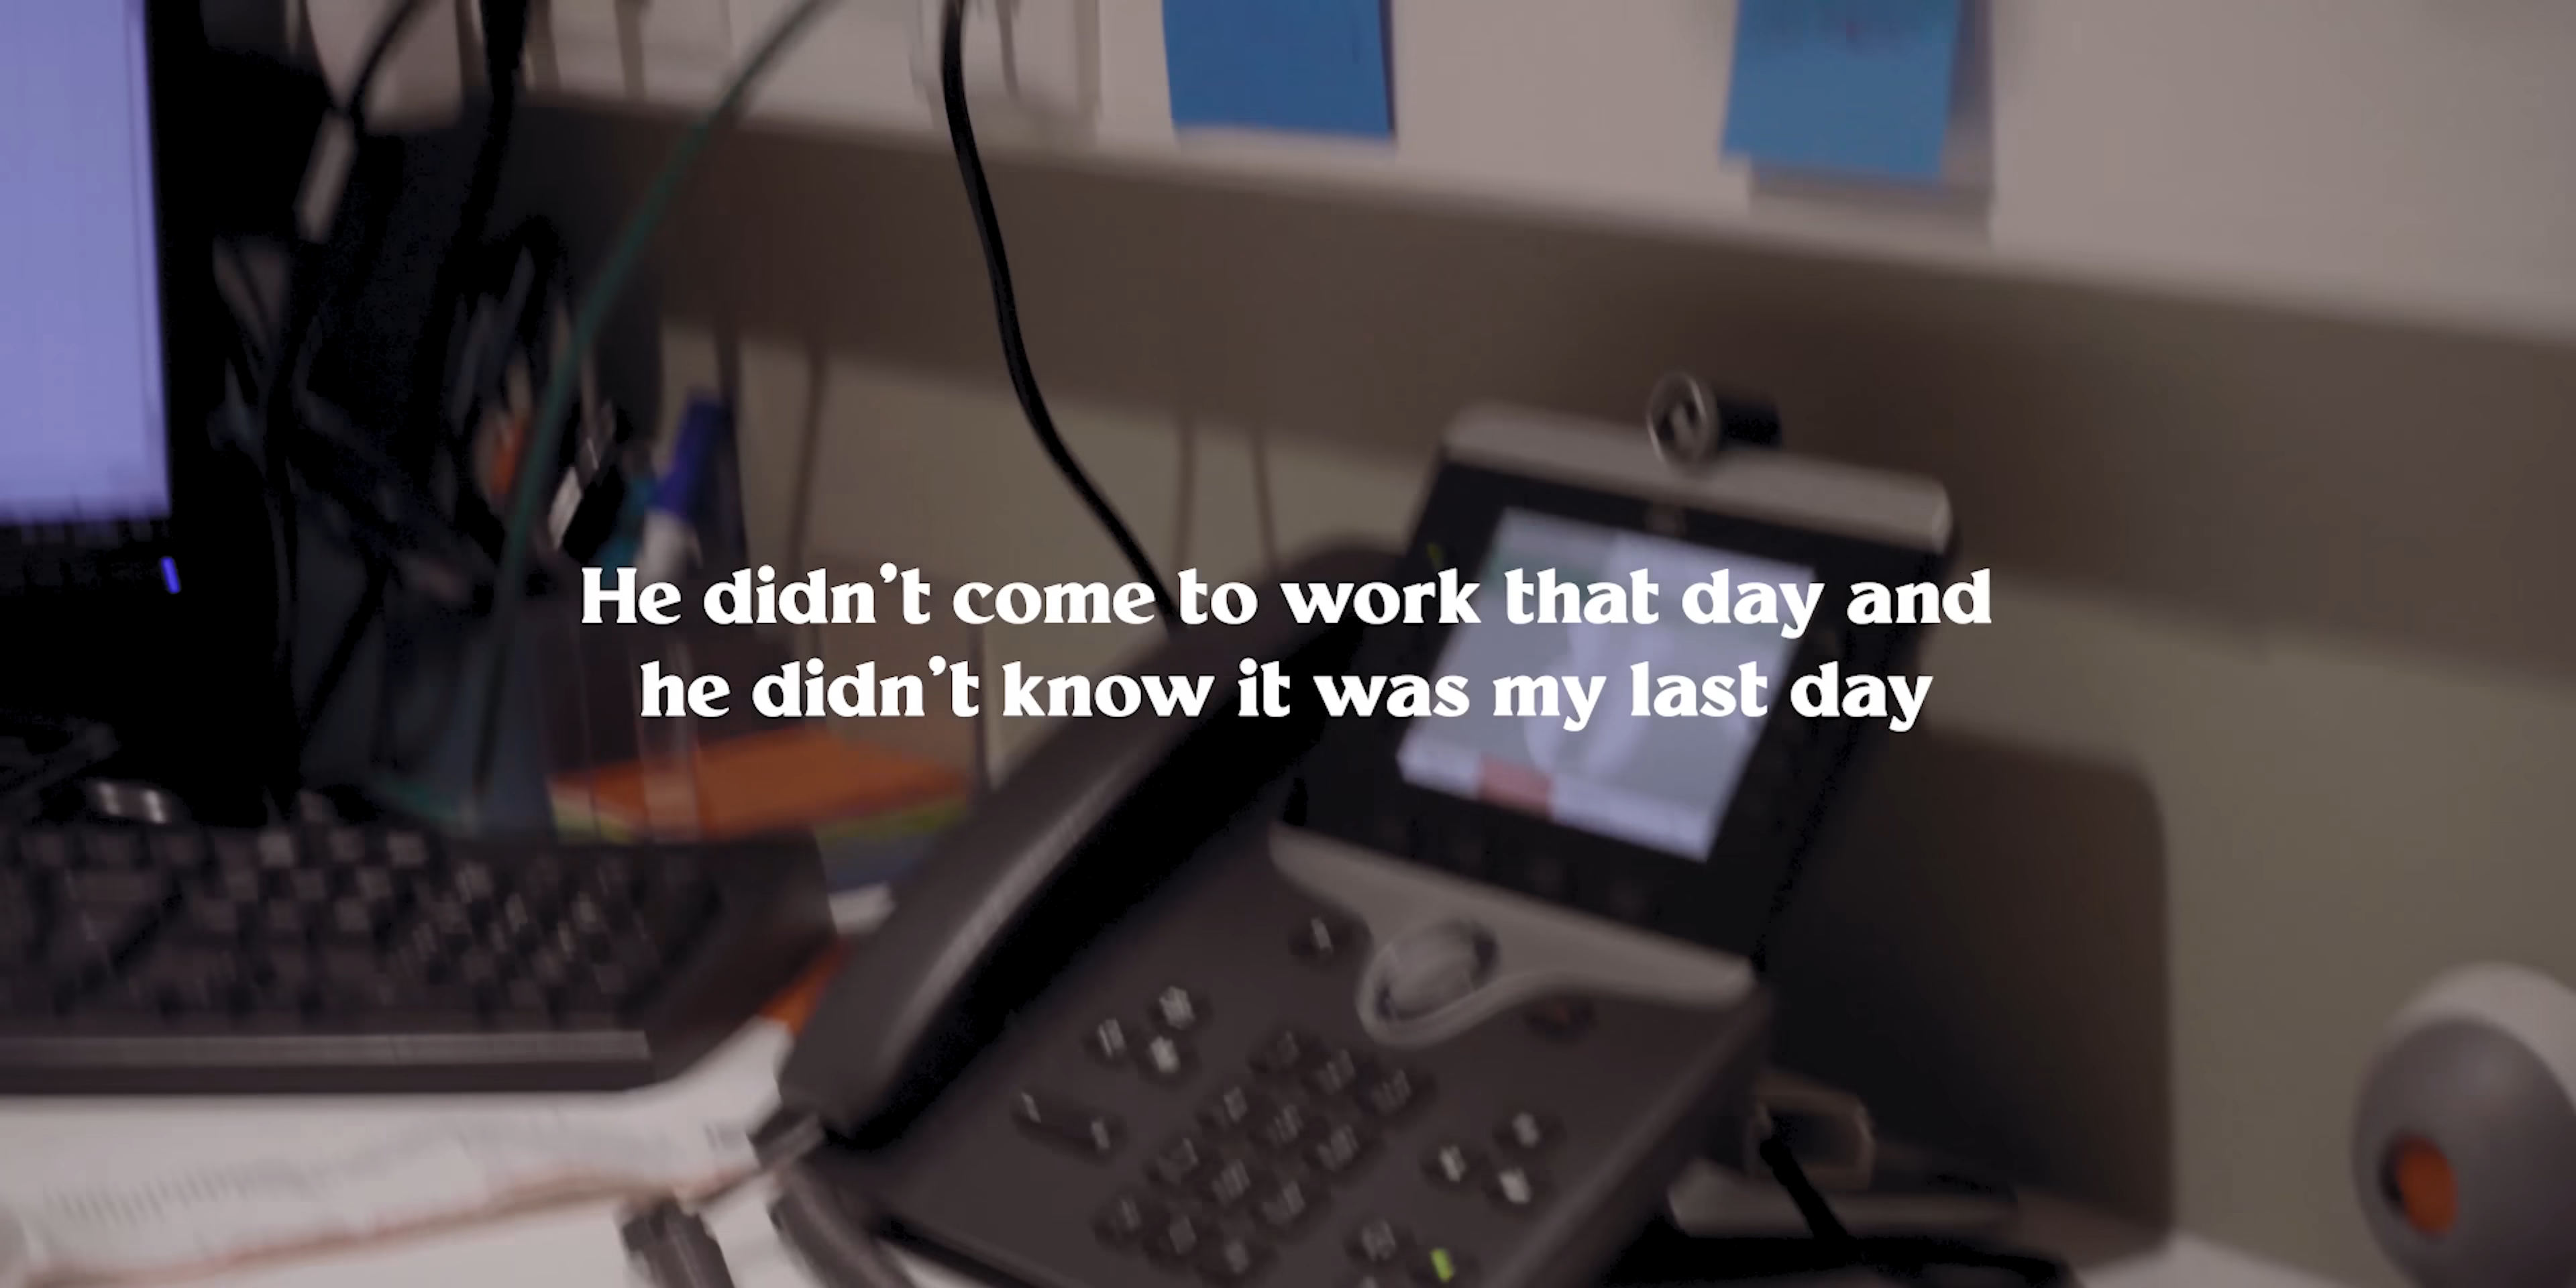 He didn’t come to work that day and
he didn’t know it was my last day